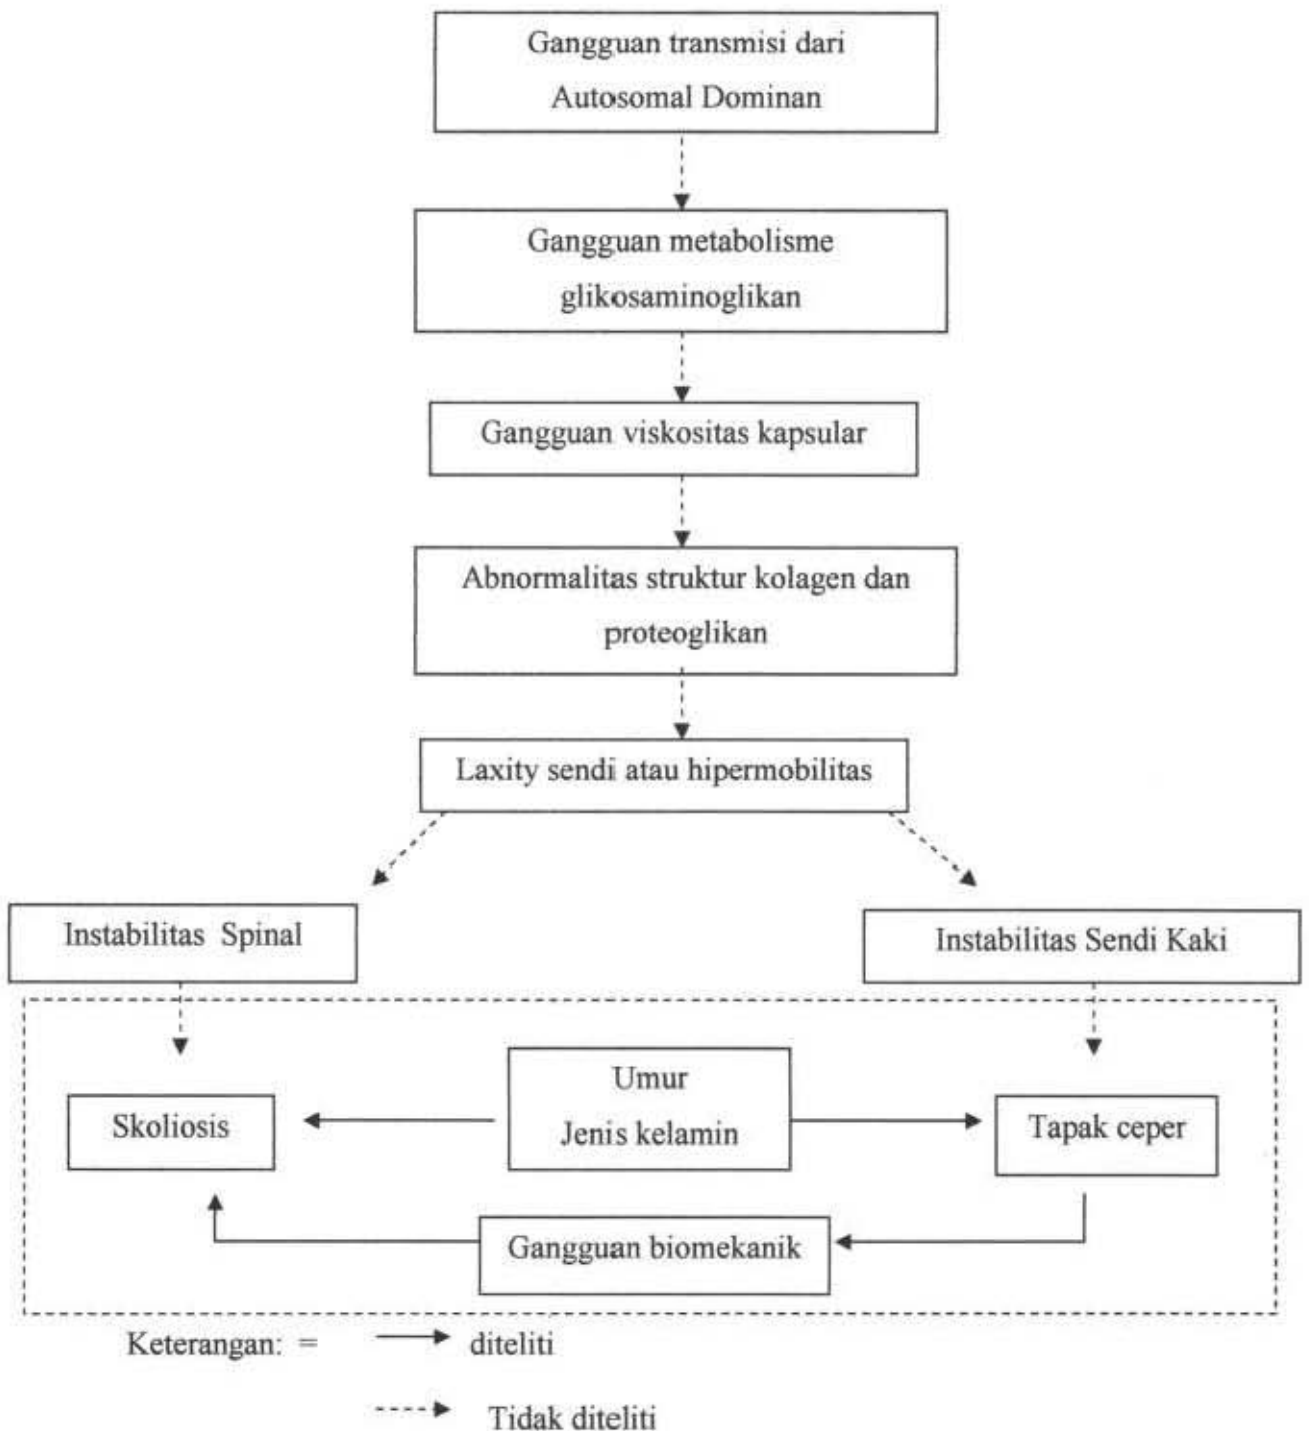 Gangguan transmisi dari
Autosomal Dominan
Gangguan metabolisme
glikosaminoglikan
Gangguan viskositas kapsular
Abnormalitas struktur kolagen dan
proteoglikan
Laxity sendi atau hipermobilitas
Instabilitas Spinal
Instabilitas Sendi Kaki
Umur
Jenis kelamin
Skoliosis
Tapak ceper
Gangguan biomekanik
Keterangan: =
diteliti
Tidak diteliti